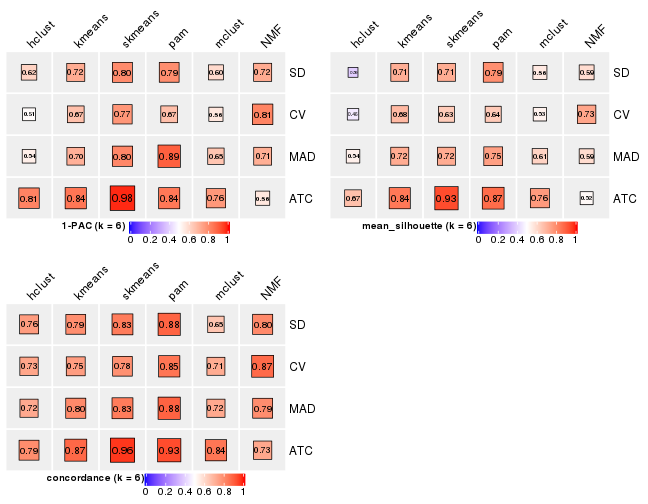 hclust kmeans skmeans pam mclust NMF
0.62 0.72 0.80 0.79 0.60 0.72 SD
0.51 0.67 0.77 0.67 0.56 0.81 CV
0.54 0.70 0.80 0.89 0.65 0.71 MAD
0.81 0.84 0.98 0.84 0.76 0.56 ATC
1-PAC (k = 6)
0 0.2 0.4 0.6 0.8 1
hclust kmeans skmeans pam mclust NMF
0.71 0.71 0.79 0.56 0.59 SD
0.68 0.63 0.64 0.53 0.73 CV
0.54 0.72 0.72 0.75 0.61 0.59 MAD
0.67 0.84 0.93 0.87 0.76 0.52 ATC
mean_silhouette (k = 6)
0 0.2 0.4 0.6 0.8 1
hclust kmeans skmeans pam mclust NMF
0.76 0.79 0.83 0.88 0.65 0.80 SD
0.73 0.75 0.78 0.85 0.71 0.87 CV
0.72 0.80 0.83 0.88 0.72 0.79 MAD
0.79 0.87 0.96 0.93 0.84 0.73 ATC
concordance (k = 6)
0 0.2 0.4 0.6 0.8 1